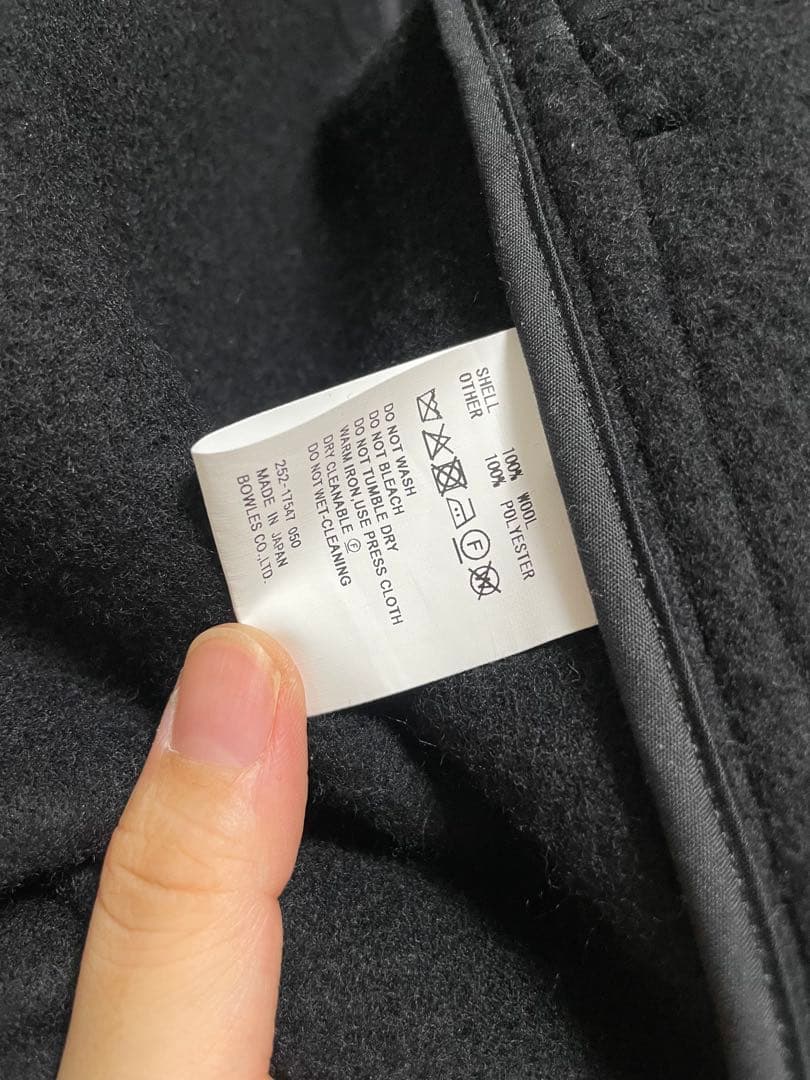 SHELL 100% WOOL
OTHER 100% POLYESTER
F
W
DO NOT WASH
DO NOT BLEACH
DO NOT TUMBLE DRY
WARM IRON,USE PRESS CLOTH
DRY CLEANABLE Ⓕ
DO NOT WET-CLEANING
252-17547 050
MADE IN JAPAN
BOWLES CO.,LTD.